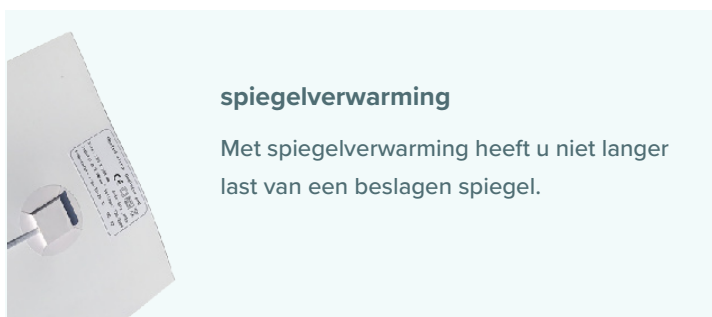 spiegelverwarming
Met spiegelverwarming heeft u niet langer
last van een beslagen spiegel.